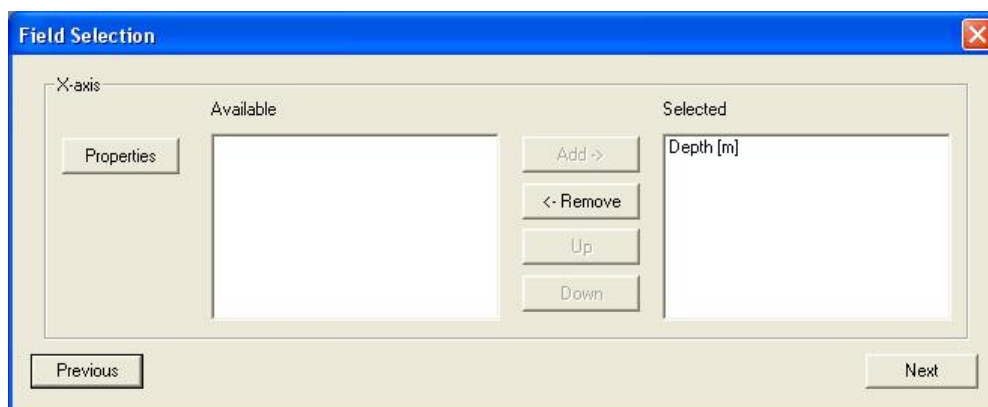 Field Selection
X-axis
Available
Selected
Properties
Add ->
Depth [m]
<- Remove
Up
Down
Previous
Next